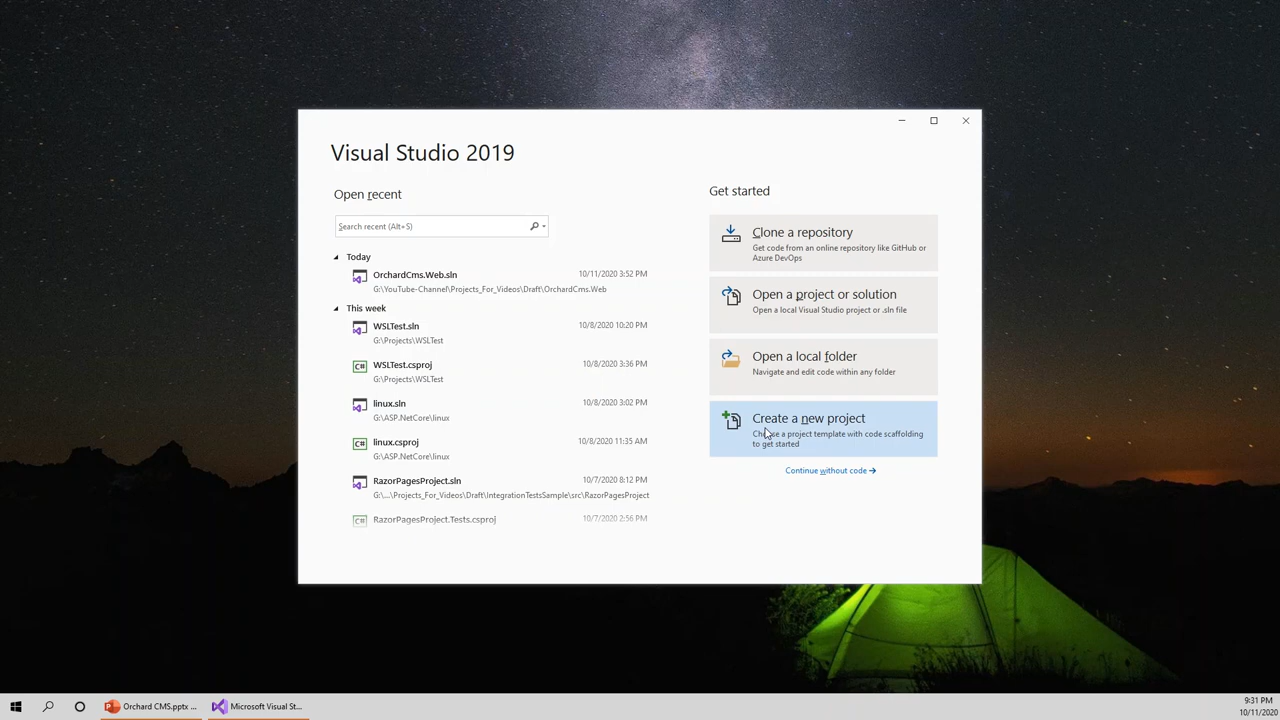 Visual Studio 2019
Open recent
Search recent (Alt+S)
Today
OrchardCms.Web.sln 10/11/2020 3:52 PM
G:\YouTube-Channel\Projects_For_Videos\Draft\OrchardCms.Web
This week
WSLTest.sln 10/8/2020 10:20 PM
G:\Projects\WSLTest
WSLTest.csproj 10/8/2020 3:36 PM
G:\Projects\WSLTest
linux.sln 10/8/2020 3:02 PM
G:\ASP.NetCore\linux
linux.csproj 10/8/2020 11:35 AM
G:\ASP.NetCore\linux
RazorPagesProject.sln 10/7/2020 8:12 PM
G:\...\Projects_For_Videos\Draft\IntegrationTestsSample\src\RazorPagesProject
RazorPagesProject.Tests.csproj 10/7/2020 2:56 PM
Get started
Clone a repository
Get code from an online repository like GitHub or
Azure DevOps
Open a project or solution
Open a local Visual Studio project or .sln file
Open a local folder
Navigate and edit code within any folder
Create a new project
Choose a project template with code scaffolding
to get started
Continue without code
Orchard CMS.pptx ...
Microsoft Visual St...
9:31 PM
10/11/2020